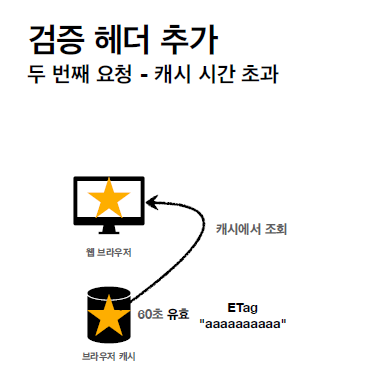 검증 헤더 추가
두 번째 요청 - 캐시 시간 초과
캐시에서 조회
웹 브라우저
60초 유효
ETag
"aaaaaaaaaa"
브라우저 캐시